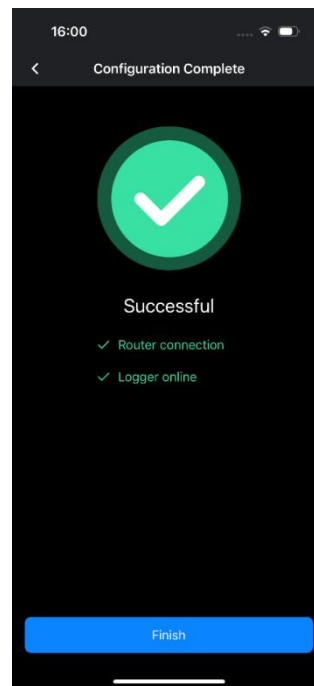 16:00
Configuration Complete
Successful
Router connection
Logger online
Finish